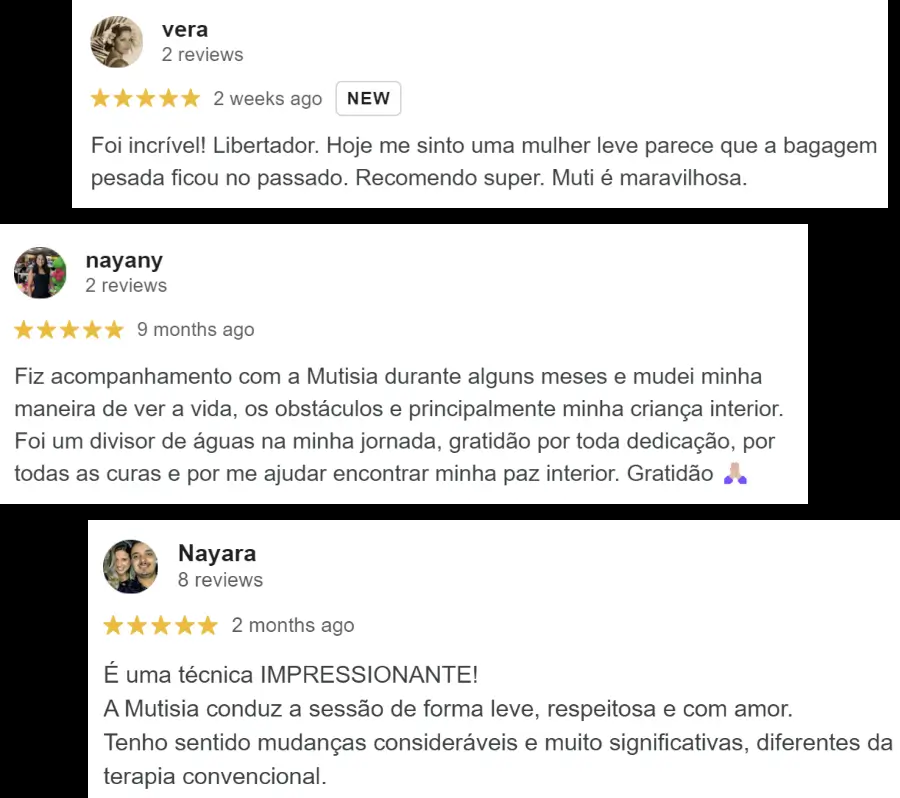 vera
2 reviews
2 weeks ago NEW
Foi incrível! Libertador. Hoje me sinto uma mulher leve parece que a bagagem
pesada ficou no passado. Recomendo super. Muti é maravilhosa.
nayany
2 reviews
9 months ago
Fiz acompanhamento com a Mutisia durante alguns meses e mudei minha
maneira de ver a vida, os obstáculos e principalmente minha criança interior.
Foi um divisor de águas na minha jornada, gratidão por toda dedicação, por
todas as curas e por me ajudar encontrar minha paz interior. Gratidão 🙏🏼
Nayara
8 reviews
2 months ago
É uma técnica IMPRESSIONANTE!
A Mutisia conduz a sessão de forma leve, respeitosa e com amor.
Tenho sentido mudanças consideráveis e muito significativas, diferentes da
terapia convencional.